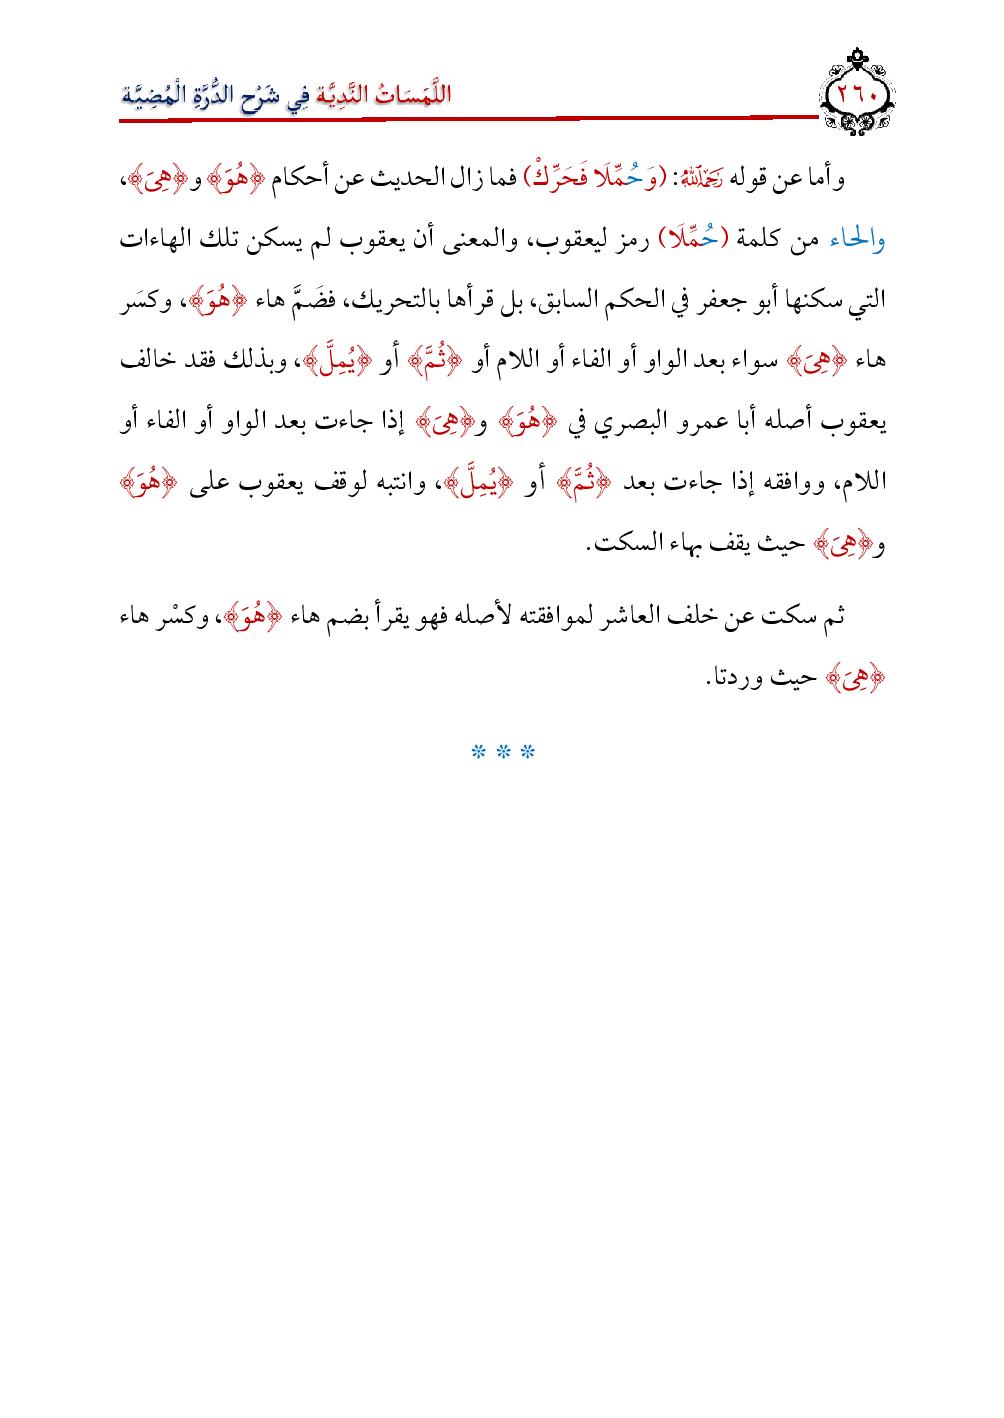 ٢٦٠
اللَّمَسَاتُ النَّدِيَّة فِي شَرْح الدُّرَّةِ الْمُضِيَّة
وأما عن قوله رَحِمَهُ اللَّهُ: (وَحُمِّلَا فَحَرِّكْ) فما زال الحديث عن أحكام ﴿هُوَ﴾ و﴿هِيَ﴾،
والحاء من كلمة (حُمِّلَا) رمز ليعقوب، والمعنى أن يعقوب لم يسكن تلك الهاءات
التي سكنها أبو جعفر في الحكم السابق، بل قرأها بالتحريك، فضَمَّ هاء ﴿هُوَ﴾، وكسَر
هاء ﴿هِيَ﴾ سواء بعد الواو أو الفاء أو اللام أو ﴿ثُمَّ﴾ أو ﴿يُمِلَّ﴾، وبذلك فقد خالف
يعقوب أصله أبا عمرو البصري في ﴿هُوَ﴾ و﴿هِيَ﴾ إذا جاءت بعد الواو أو الفاء أو
اللام، ووافقه إذا جاءت بعد ﴿ثُمَّ﴾ أو ﴿يُمِلَّ﴾، وانتبه لوقف يعقوب على ﴿هُوَ﴾
و﴿هِيَ﴾ حيث يقف بهاء السكت.
ثم سكت عن خلف العاشر لموافقته لأصله فهو يقرأ بضم هاء ﴿هُوَ﴾، وكسْر هاء
﴿هِيَ﴾ حيث وردتا.
* * *